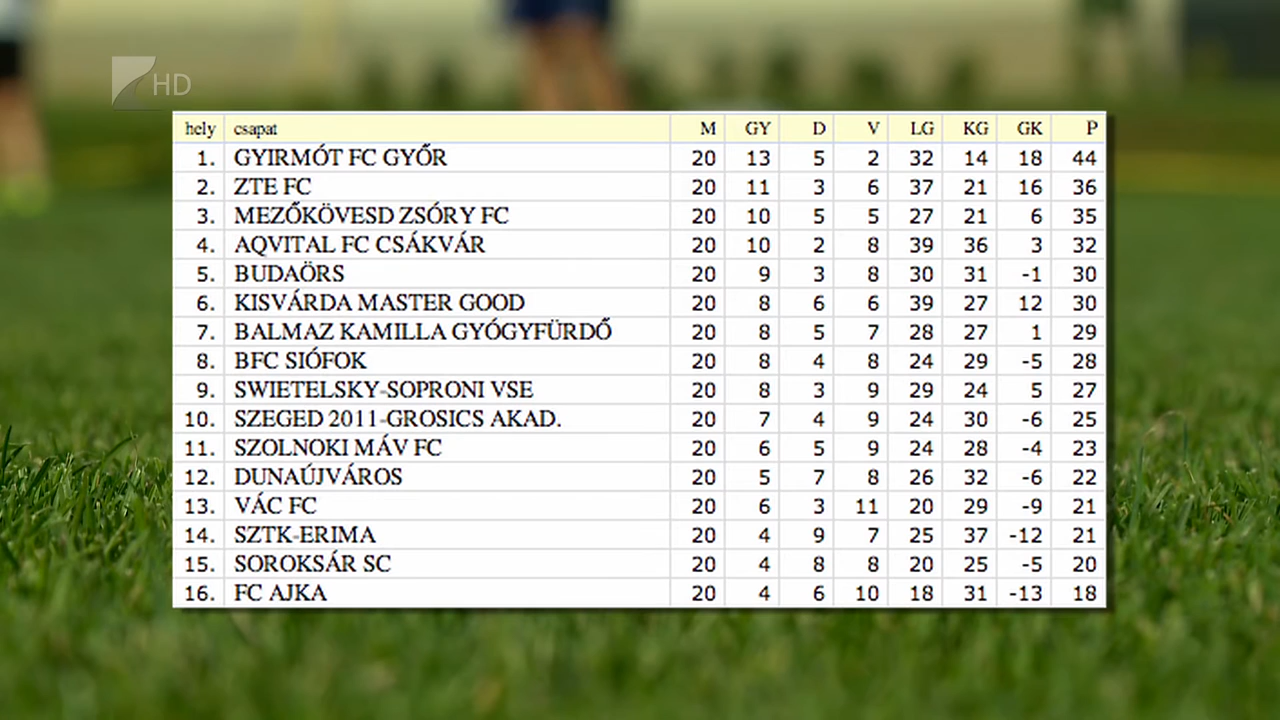 HD
hely csapat M GY D V LG KG GK P
1. GYIRMÓT FC GYŐR 20 13 5 2 32 14 18 44
2. ZTE FC 20 11 3 6 37 21 16 36
3. MEZŐKÖVESD ZSÓRY FC 20 10 5 5 27 21 6 35
4. AQVITAL FC CSÁKVÁR 20 10 2 8 39 36 3 32
5. BUDAÖRS 20 9 3 8 30 31 -1 30
6. KISVÁRDA MASTER GOOD 20 8 6 6 39 27 12 30
7. BALMAZ KAMILLA GYÓGYFÜRDŐ 20 8 5 7 28 27 1 29
8. BFC SIÓFOK 20 8 4 8 24 29 -5 28
9. SWIETELSKY-SOPRONI VSE 20 8 3 9 29 24 5 27
10. SZEGED 2011-GROSICS AKAD. 20 7 4 9 24 30 -6 25
11. SZOLNOKI MÁV FC 20 6 5 9 24 28 -4 23
12. DUNAÚJVÁROS 20 5 7 8 26 32 -6 22
13. VÁC FC 20 6 3 11 20 29 -9 21
14. SZTK-ERIMA 20 4 9 7 25 37 -12 21
15. SOROKSÁR SC 20 4 8 8 20 25 -5 20
16. FC AJKA 20 4 6 10 18 31 -13 18